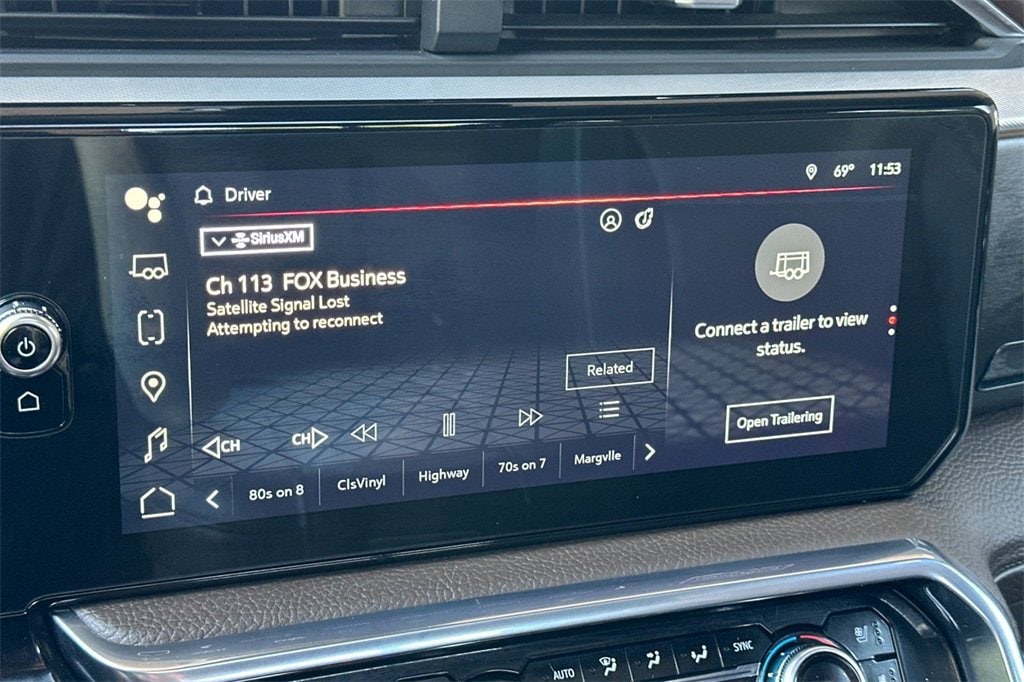 Driver
69° 11:53
SiriusXM
Ch 113 FOX Business
Satellite Signal Lost
Attempting to reconnect
Connect a trailer to view
status.
Related
Open Trailering
CH CH
80s on 8 ClsVinyl Highway 70s on 7 Margvlle
AUTO SYNC